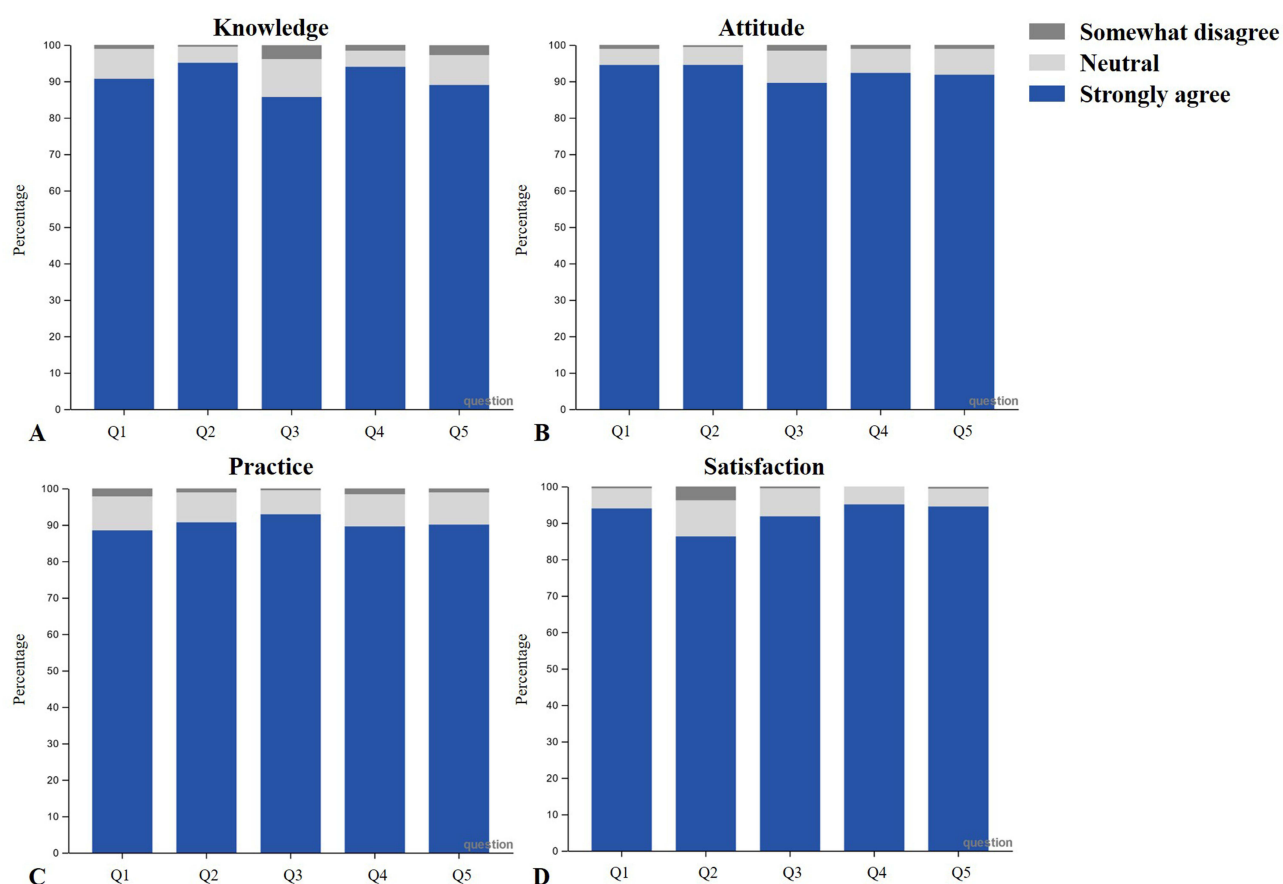 Knowledge
Percentage
100
90
80
70
60
50
40
30
20
10
0
question
Q1 Q2 Q3 Q4 Q5
A
Attitude
Percentage
100
90
80
70
60
50
40
30
20
10
0
question
Q1 Q2 Q3 Q4 Q5
B
Somewhat disagree
Neutral
Strongly agree
Practice
Percentage
100
90
80
70
60
50
40
30
20
10
0
question
Q1 Q2 Q3 Q4 Q5
C
Satisfaction
Percentage
100
90
80
70
60
50
40
30
20
10
0
question
Q1 Q2 Q3 Q4 Q5
D